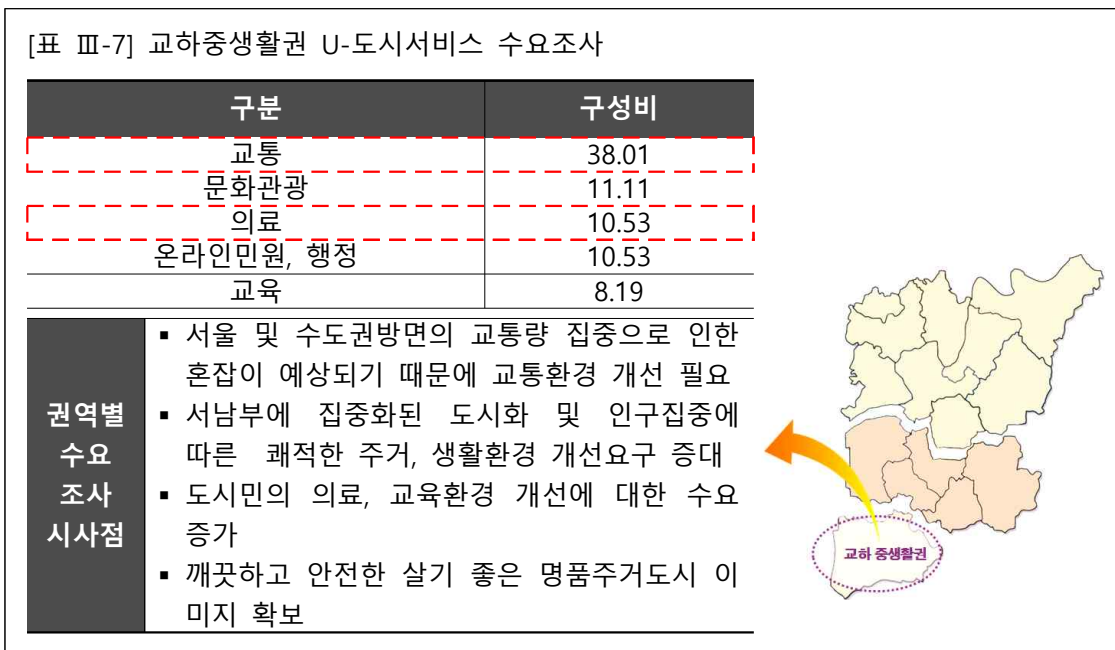 [표 Ⅲ-7] 교하중생활권 U-도시서비스 수요조사
구분 구성비
교통 38.01
문화관광 11.11
의료 10.53
온라인민원, 행정 10.53
교육 8.19
권역별
수요
조사
시사점
▪ 서울 및 수도권방면의 교통량 집중으로 인한
혼잡이 예상되기 때문에 교통환경 개선 필요
▪ 서남부에 집중화된 도시화 및 인구집중에
따른 쾌적한 주거, 생활환경 개선요구 증대
▪ 도시민의 의료, 교육환경 개선에 대한 수요
증가
▪ 깨끗하고 안전한 살기 좋은 명품주거도시 이
미지 확보
교하 중생활권